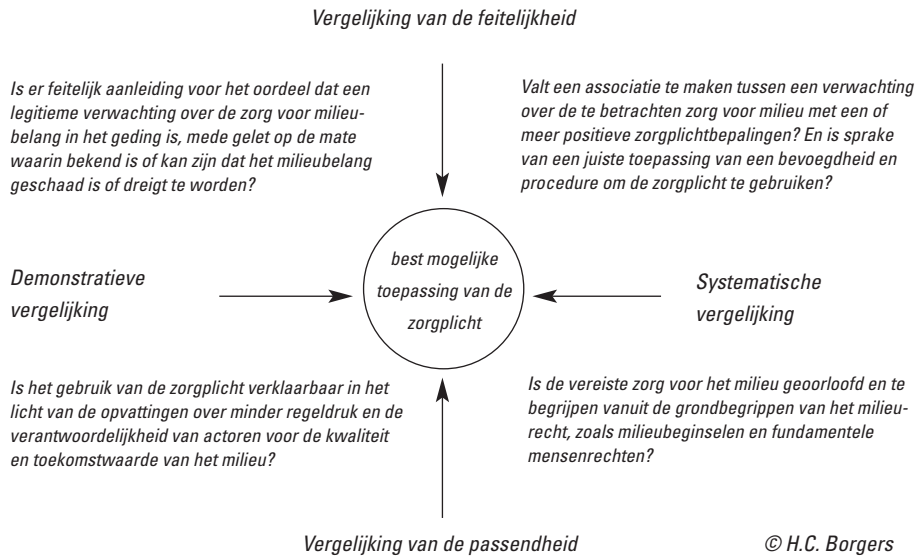 Vergelijking van de feitelijkheid
Is er feitelijk aanleiding voor het oordeel dat een
legitieme verwachting over de zorg voor milieu-
belang in het geding is, mede gelet op de mate
waarin bekend is of kan zijn dat het milieubelang
geschaad is of dreigt te worden?
Valt een associatie te maken tussen een verwachting
over de te betrachten zorg voor milieu met een of
meer positieve zorgplichtbepalingen? En is sprake
van een juiste toepassing van een bevoegdheid en
procedure om de zorgplicht te gebruiken?
Demonstratieve
vergelijking
best mogelijke
toepassing van de
zorgplicht
Systematische
vergelijking
Is het gebruik van de zorgplicht verklaarbaar in het
licht van de opvattingen over minder regeldruk en de
verantwoordelijkheid van actoren voor de kwaliteit
en toekomstwaarde van het milieu?
Is de vereiste zorg voor het milieu geoorloofd en te
begrijpen vanuit de grondbegrippen van het milieu-
recht, zoals milieubeginselen en fundamentele
mensenrechten?
Vergelijking van de passendheid
© H.C. Borgers